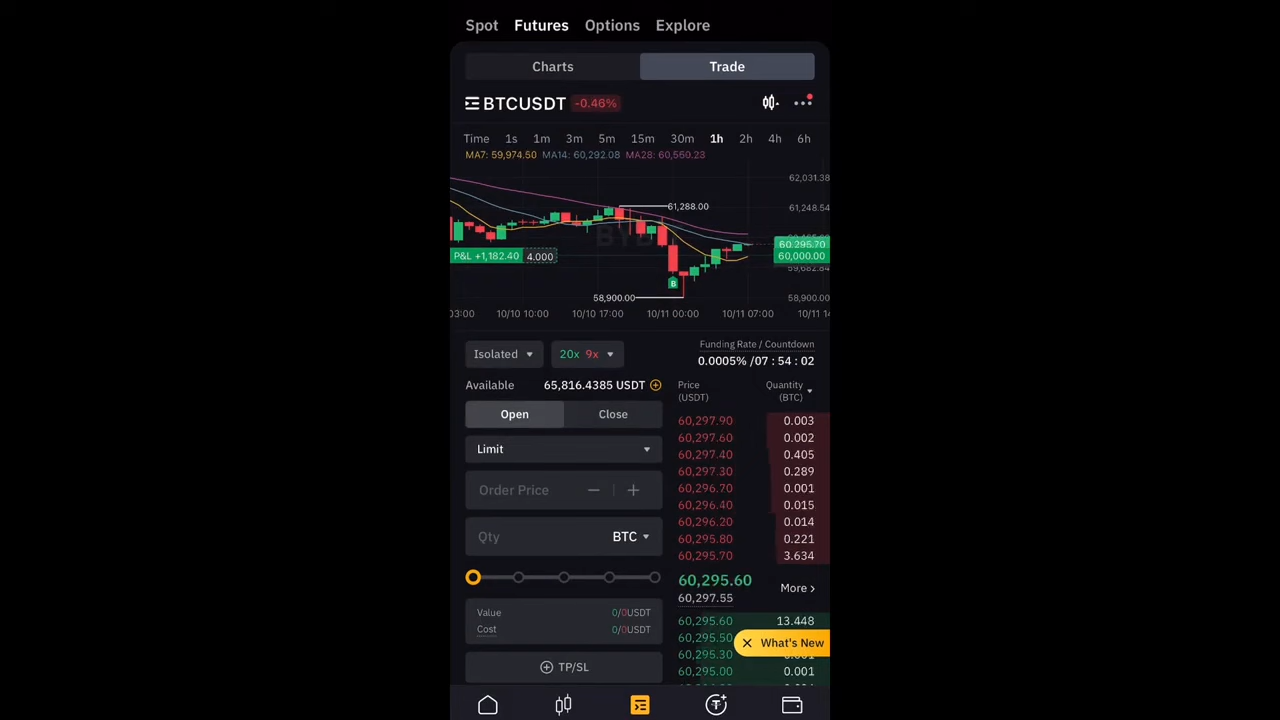 Spot Futures Options Explore
Charts Trade
BTCUSDT -0.46%
Time 1s 1m 3m 5m 15m 30m 1h 2h 4h 6h
MA7: 59,974.50 MA14: 60,292.08 MA28: 60,560.23
62,031.38
61,288.00 61,248.54
60,295.70
P&L +1,182.40 4.000 60,000.00
59,682.84
B
58,900.00 58,900.00
03:00 10/10 10:00 10/10 17:00 10/11 00:00 10/11 07:00 10/11 14
Isolated 20x 9x Funding Rate / Countdown
0.0005% /07 : 54 : 02
Available 65,816.4385 USDT Price Quantity
(USDT) (BTC)
Open Close 60,297.90 0.003
60,297.60 0.002
Limit 60,297.40 0.405
60,297.30 0.289
Order Price 60,296.70 0.001
60,296.40 0.015
60,296.20 0.014
Qty BTC 60,295.80 0.221
60,295.70 3.634
60,295.60 More >
60,297.55
Value 0/0USDT 60,295.60 13.448
Cost 0/0USDT 60,295.50 What's New
60,295.30
TP/SL 60,295.00 0.001